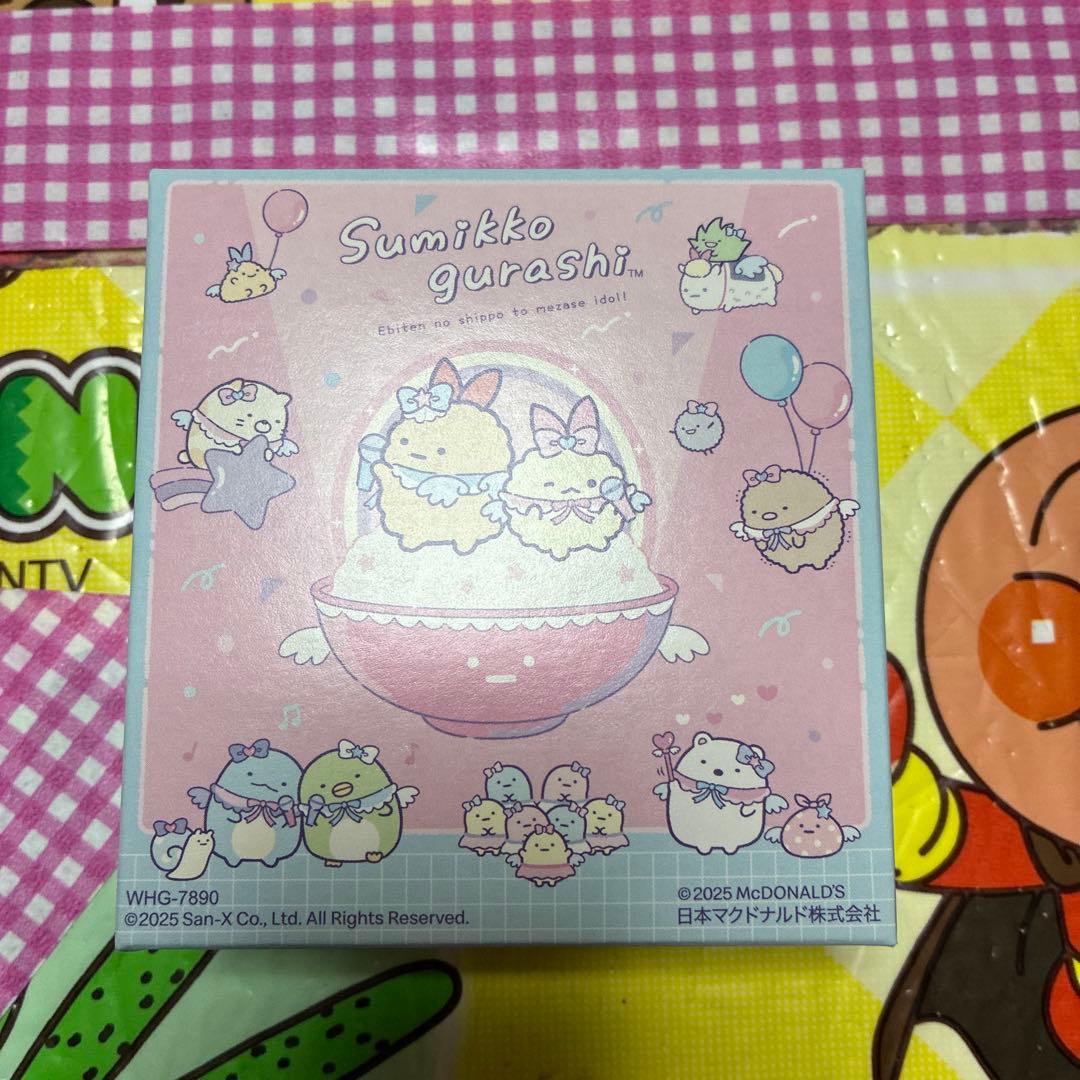 Sumikko
gurashi™
Ebiten no shippo to mezase idol!
NTV
WHG-7890
©2025 San-X Co., Ltd. All Rights Reserved.
©2025 McDONALD'S
日本マクドナルド株式会社